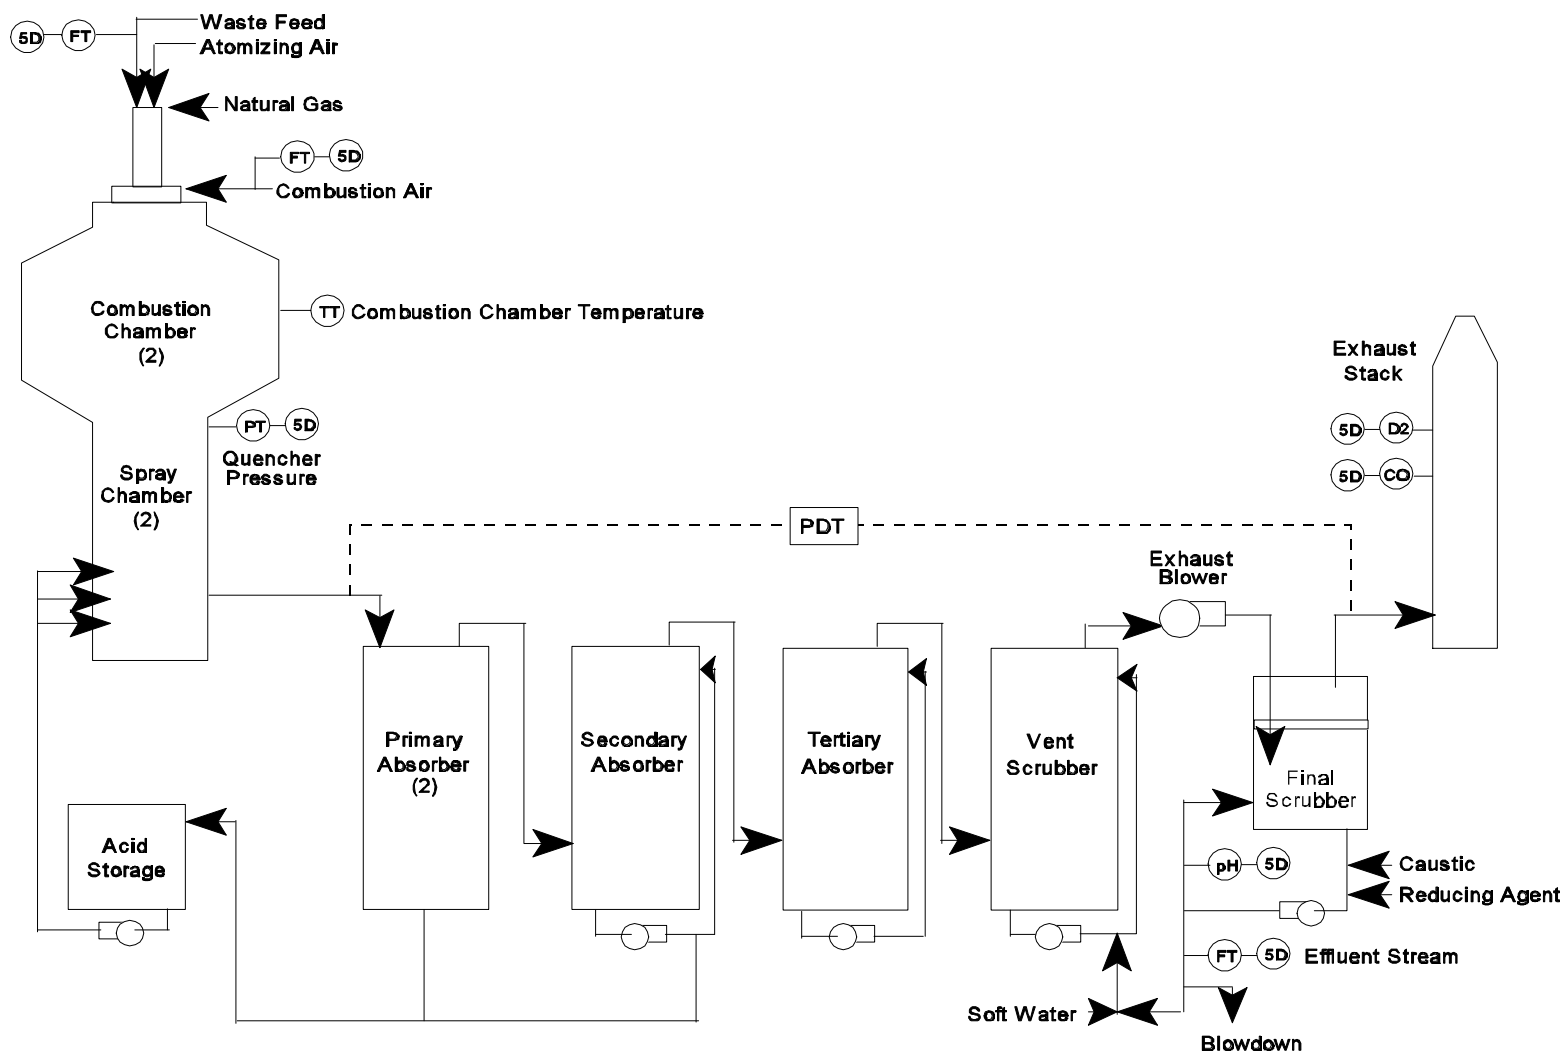 Waste Feed
5D FT
Atomizing Air
Natural Gas
FT 5D
Combustion Air
Combustion
Chamber
(2)
TT Combustion Chamber Temperature
PT 5D
Quencher
Pressure
Spray
Chamber
(2)
Exhaust
Stack
5D D2
5D CO
PDT
Exhaust
Blower
Primary
Absorber
(2)
Secondary
Absorber
Tertiary
Absorber
Vent
Scrubber
Final
Scrubber
Acid
Storage
pH 5D
Caustic
Reducing Agent
FT 5D Effluent Stream
Soft Water
Blowdown